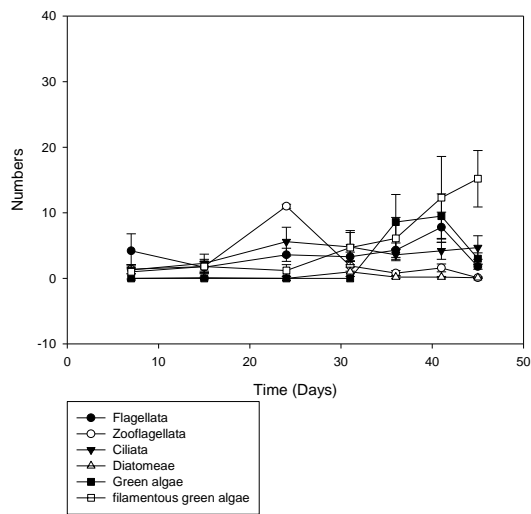 40
30
20
10
0
-10
Numbers
0 10 20 30 40 50
Time (Days)
Flagellata
Zooflagellata
Ciliata
Diatomeae
Green algae
filamentous green algae